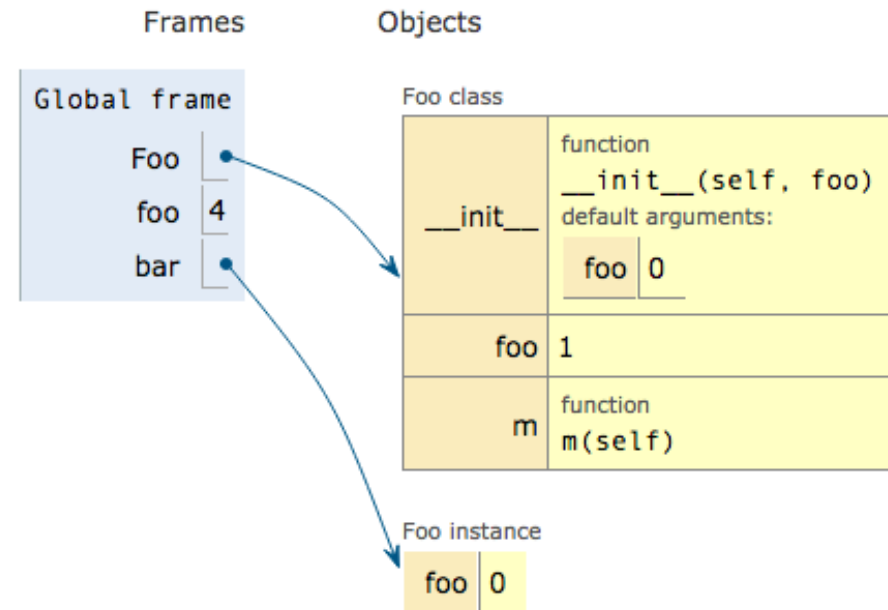 Frames Objects
Global frame
Foo
foo 4
bar
Foo class
__init__
function
__init__(self, foo)
default arguments:
foo 0
foo 1
m
function
m(self)
Foo instance
foo 0